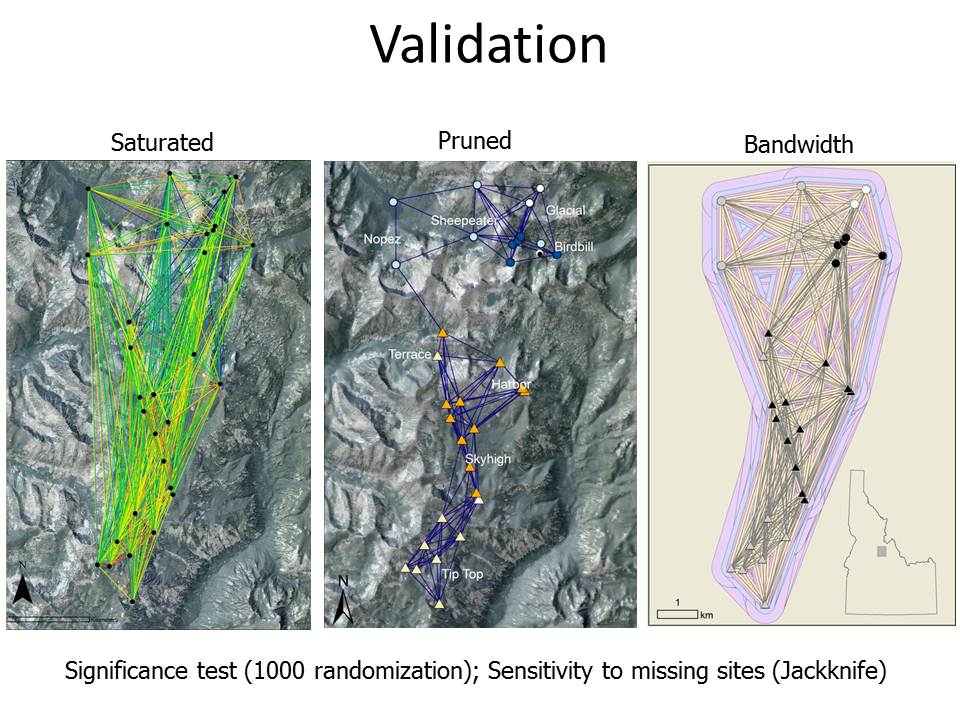 Validation
Saturated
Pruned
Bandwidth
Glacial
Sheepeater
Nopez
Birdbill
Terrace
Harbor
Skyhigh
Tip Top
N
N
1
km
Significance test (1000 randomization); Sensitivity to missing sites (Jackknife)